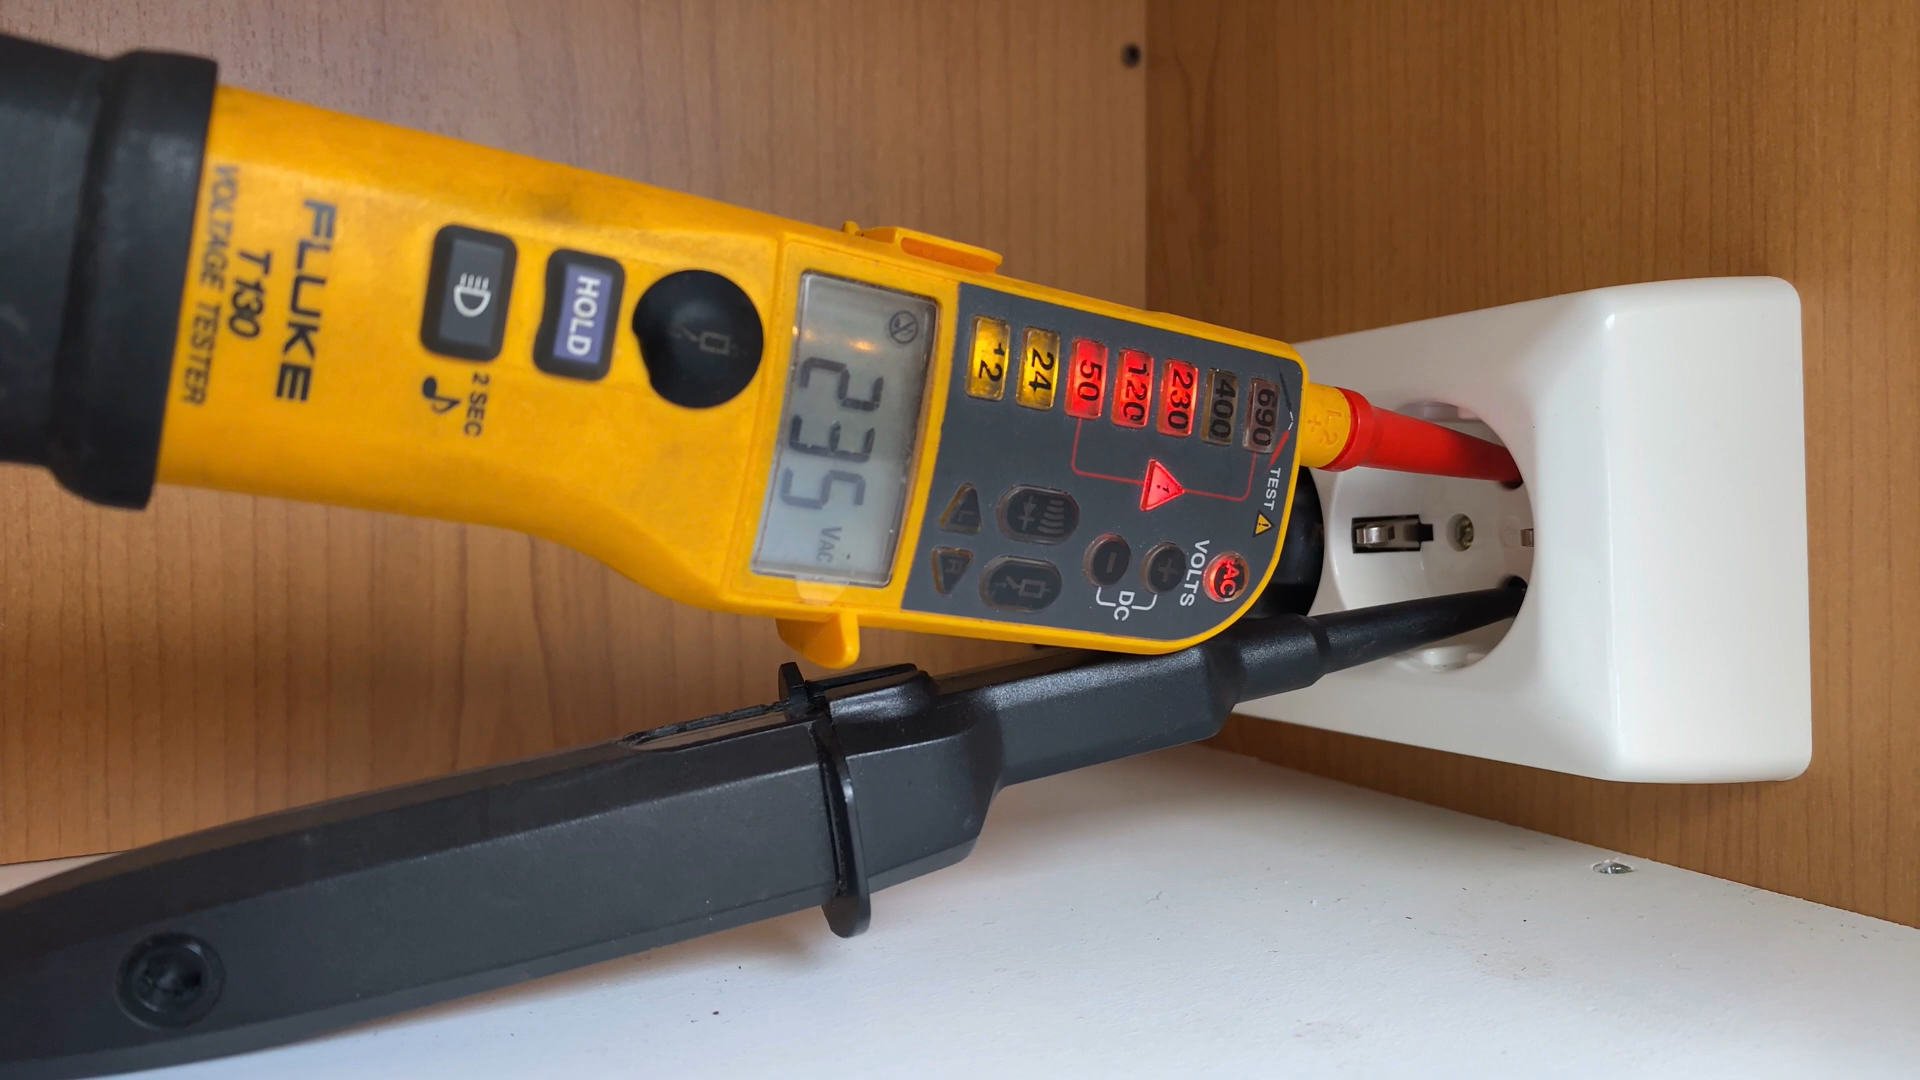 L2
+
TEST
690
400
230
120
50
24
12
VOLTS
AC
+
-
DC
L
R
235 VAC
HOLD
2 SEC
FLUKE
T130
VOLTAGE TESTER